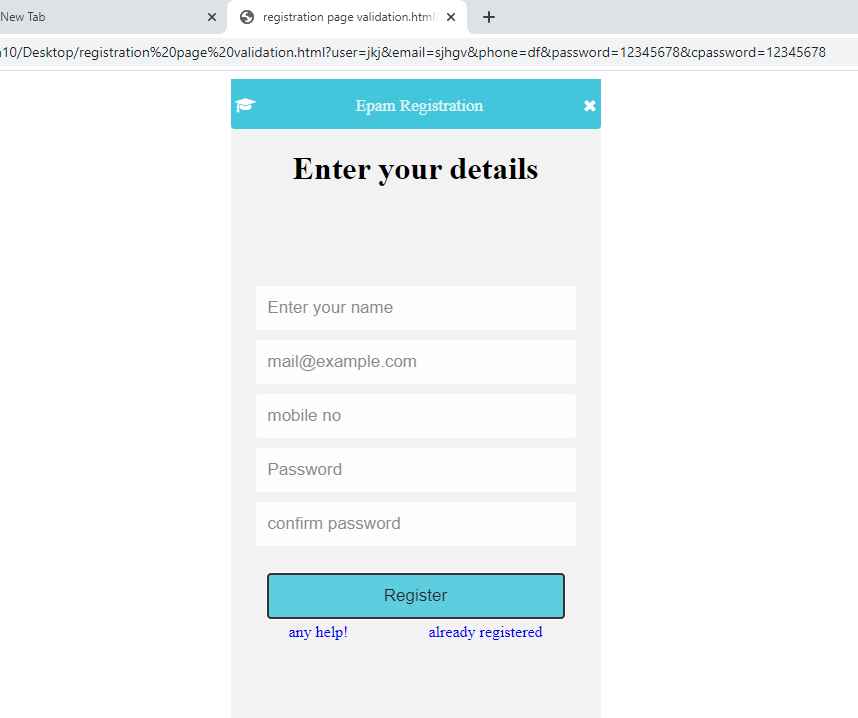 New Tab
registration page validation.html
10/Desktop/registration%20page%20validation.html?user=jkj&email=sjhgv&phone=df&password=12345678&cpassword=12345678
Epam Registration
Enter your details
Enter your name
mail@example.com
mobile no
Password
confirm password
Register
any help!
already registered